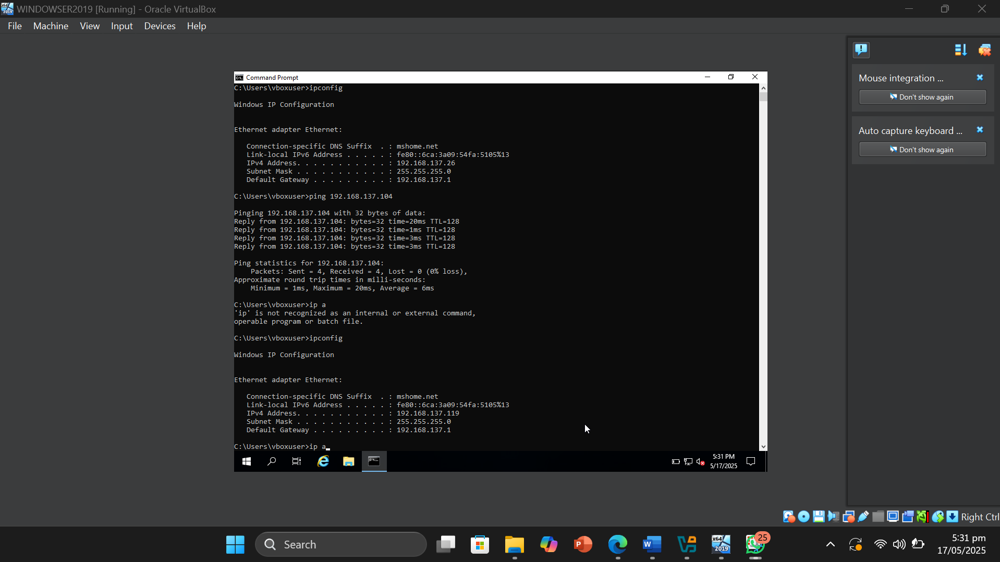 WINDOWSER2019 [Running] - Oracle VirtualBox
File Machine View Input Devices Help
Mouse integration ...
Don't show again
Auto capture keyboard ...
Don't show again
Command Prompt
C:\Users\vboxuser>ipconfig
Windows IP Configuration
Ethernet adapter Ethernet:
Connection-specific DNS Suffix . : mshome.net
Link-local IPv6 Address . . . . . : fe80::6ca:3a09:54fa:5105%13
IPv4 Address. . . . . . . . . . . : 192.168.137.26
Subnet Mask . . . . . . . . . . . : 255.255.255.0
Default Gateway . . . . . . . . . : 192.168.137.1
C:\Users\vboxuser>ping 192.168.137.104
Pinging 192.168.137.104 with 32 bytes of data:
Reply from 192.168.137.104: bytes=32 time=20ms TTL=128
Reply from 192.168.137.104: bytes=32 time=1ms TTL=128
Reply from 192.168.137.104: bytes=32 time=3ms TTL=128
Reply from 192.168.137.104: bytes=32 time=3ms TTL=128
Ping statistics for 192.168.137.104:
Packets: Sent = 4, Received = 4, Lost = 0 (0% loss),
Approximate round trip times in milli-seconds:
Minimum = 1ms, Maximum = 20ms, Average = 6ms
C:\Users\vboxuser>ip a
'ip' is not recognized as an internal or external command,
operable program or batch file.
C:\Users\vboxuser>ipconfig
Windows IP Configuration
Ethernet adapter Ethernet:
Connection-specific DNS Suffix . : mshome.net
Link-local IPv6 Address . . . . . : fe80::6ca:3a09:54fa:5105%13
IPv4 Address. . . . . . . . . . . : 192.168.137.119
Subnet Mask . . . . . . . . . . . : 255.255.255.0
Default Gateway . . . . . . . . . : 192.168.137.1
C:\Users\vboxuser>ip a_
5:31 PM
5/17/2025
Right Ctrl
Search
x64
2019
25
5:31 pm
17/05/2025